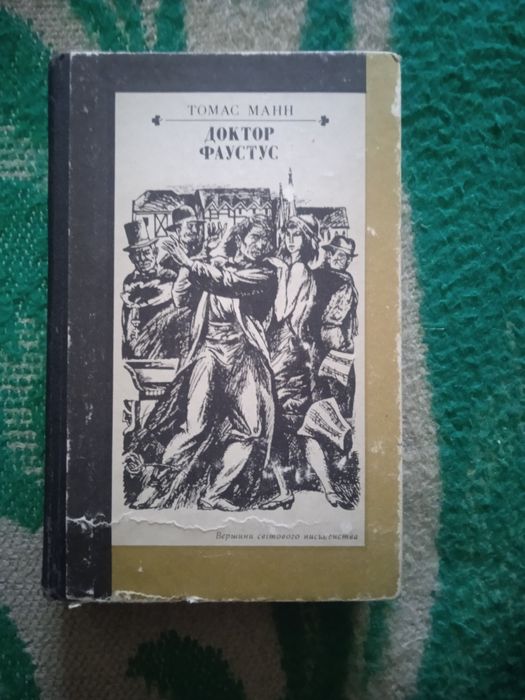 ТОМАС МАНН
ДОКТОР
ФАУСТУС
Вершини світового письменства